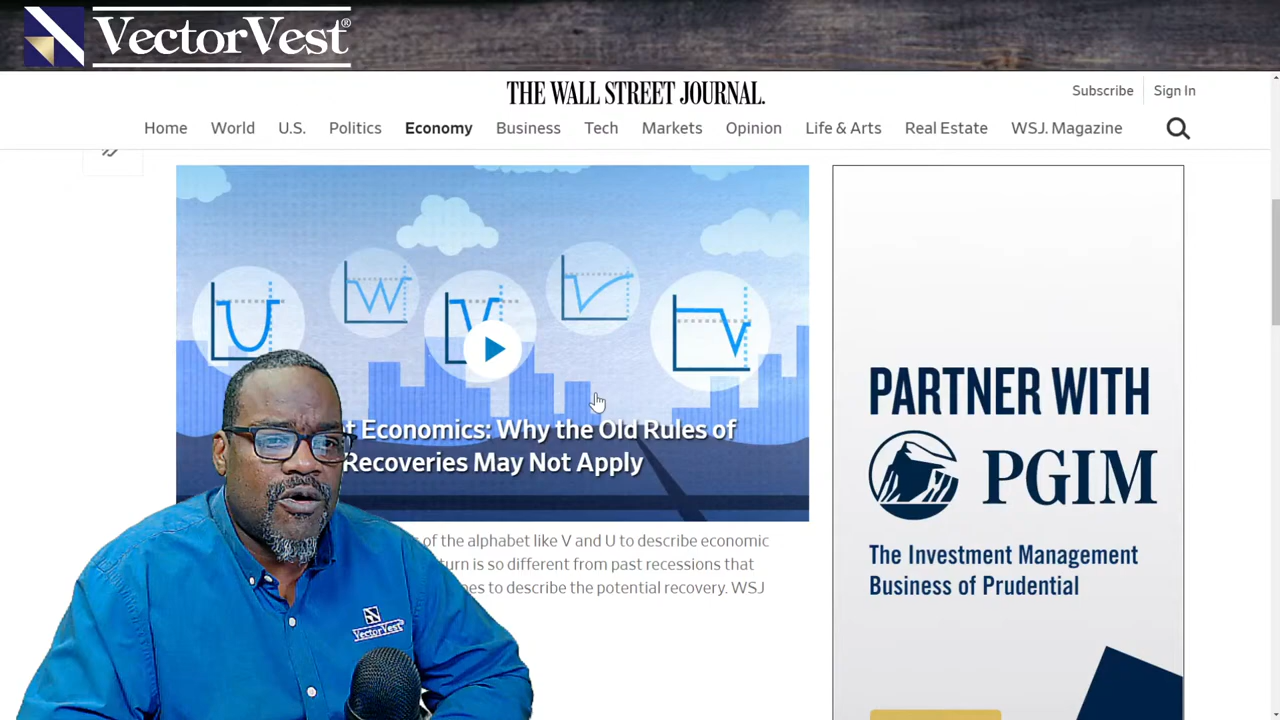 VectorVest®
THE WALL STREET JOURNAL.
Subscribe
Sign In
Home
World
U.S.
Politics
Economy
Business
Tech
Markets
Opinion
Life & Arts
Real Estate
WSJ. Magazine
U
W
V
Economics: Why the Old Rules of
Recoveries May Not Apply
of the alphabet like V and U to describe economic
is so different from past recessions that
to describe the potential recovery. WSJ
PARTNER WITH
PGIM
The Investment Management
Business of Prudential
VectorVest